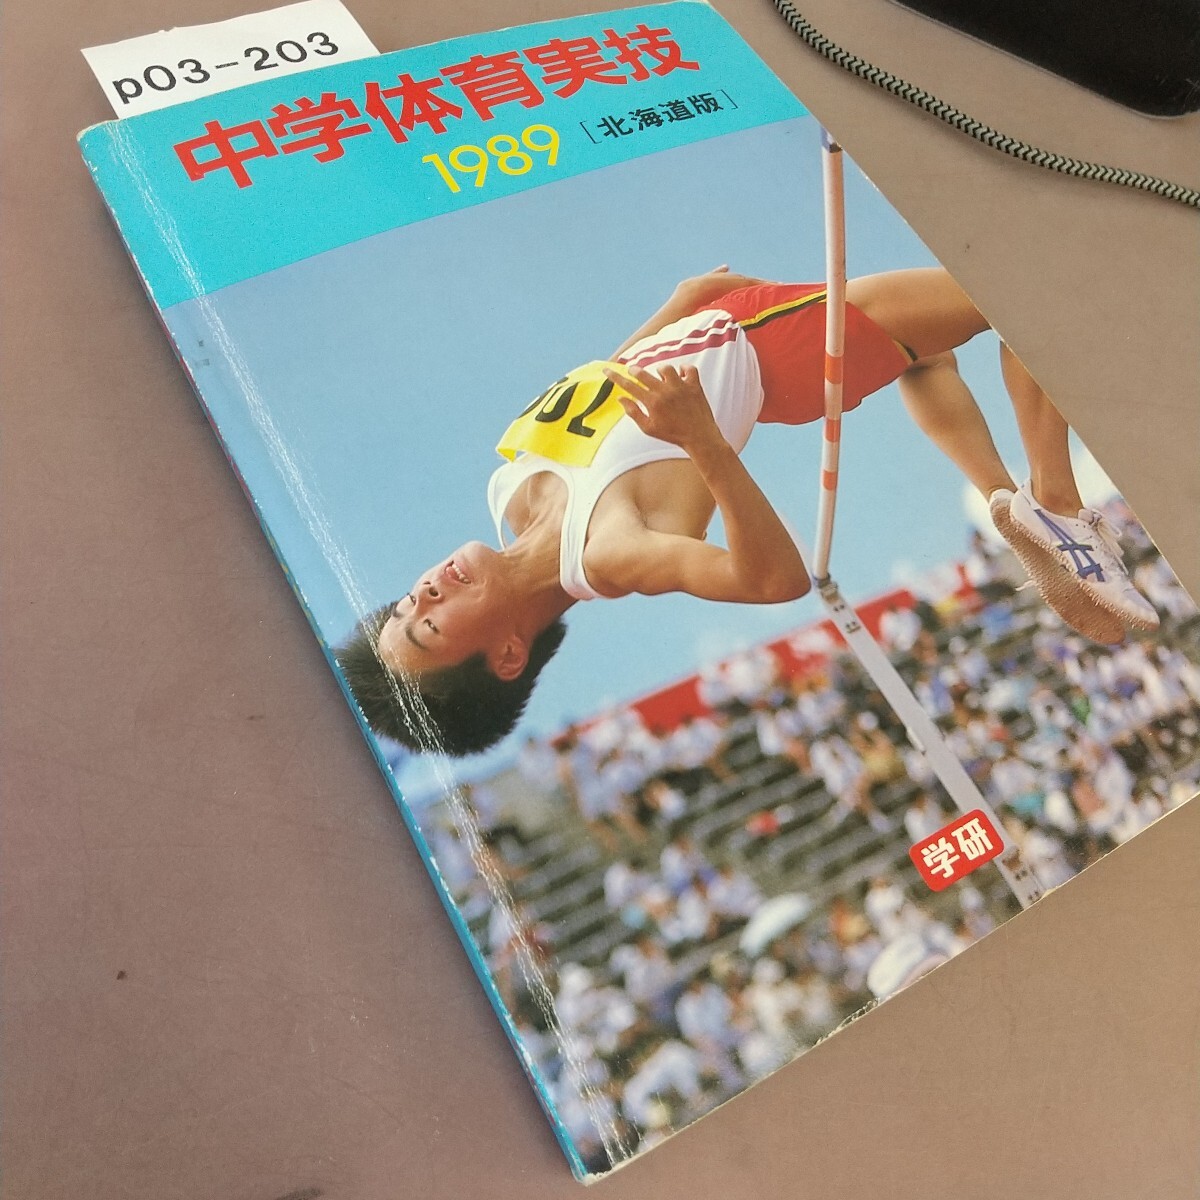 p03-203
中学体育実技
1989 [北海道版]
学研